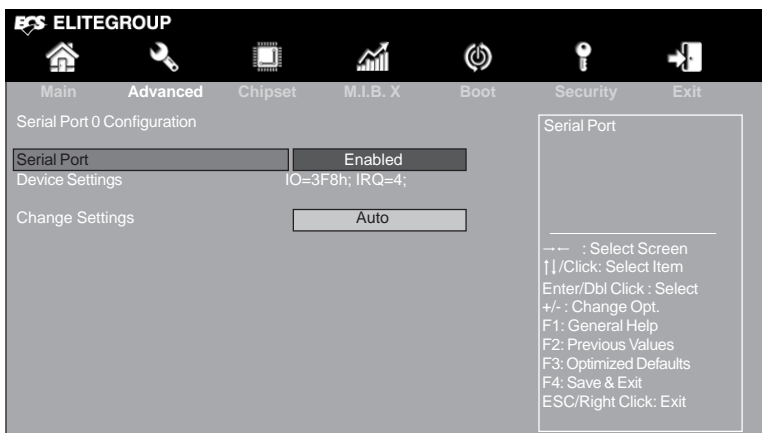 ECS ELITEGROUP
Main Advanced Chipset M.I.B. X Boot Security Exit
Serial Port 0 Configuration
Serial Port Enabled
Device Settings IO=3F8h; IRQ=4;
Change Settings Auto
Serial Port
→← : Select Screen
↑↓/Click: Select Item
Enter/Dbl Click : Select
+/- : Change Opt.
F1: General Help
F2: Previous Values
F3: Optimized Defaults
F4: Save & Exit
ESC/Right Click: Exit